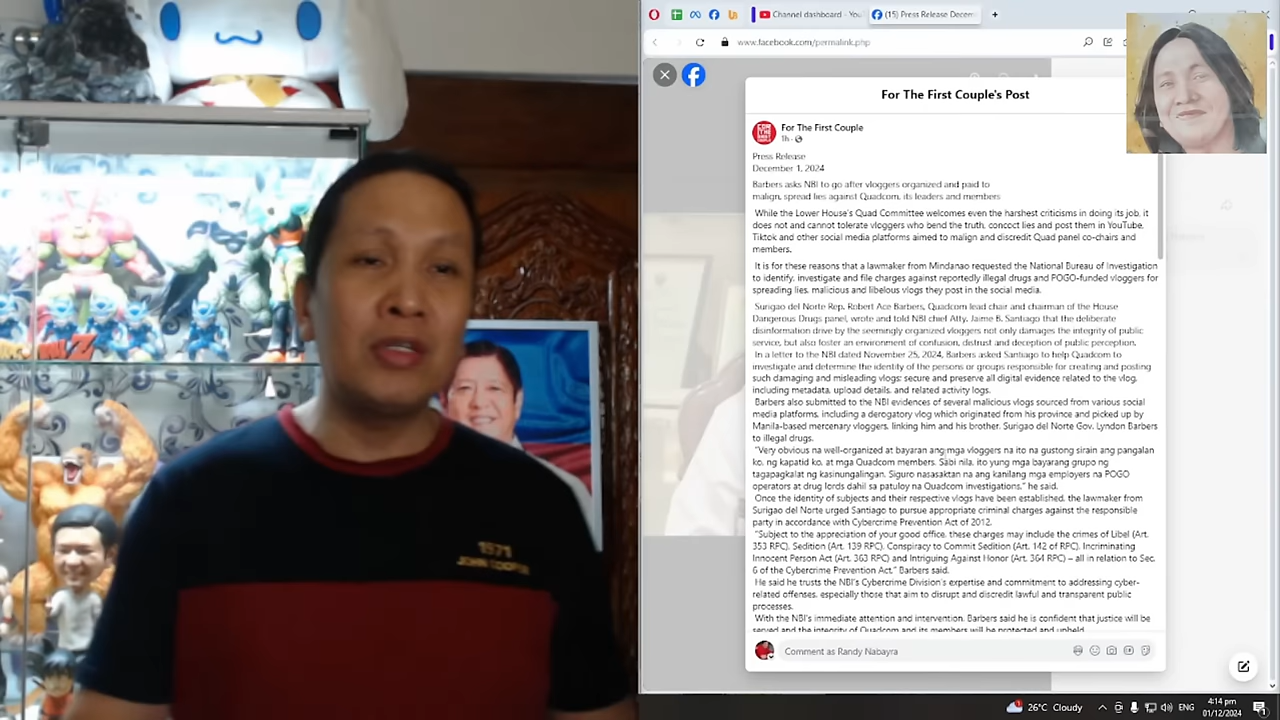 Channel dashboard - You
(15) Press Release Decem
www.facebook.com/permalink.php
For The First Couple's Post
For The First Couple
1h
Press Release
December 1, 2024
Barbers asks NBI to go after vloggers organized and paid to
malign, spread lies against Quadcom, its leaders and members
While the Lower House's Quad Committee welcomes even the harshest criticisms in doing its job, it
does not and cannot tolerate vloggers who bend the truth, concoct lies and post them in YouTube,
Tiktok and other social media platforms aimed to malign and discredit Quad panel co-chairs and
members.
It is for these reasons that a lawmaker from Mindanao requested the National Bureau of Investigation
to identify, investigate and file charges against reportedly illegal drugs and POGO-funded vloggers for
spreading lies, malicious and libelous vlogs they post in the social media.
Surigao del Norte Rep. Robert Ace Barbers, Quadcom lead chair and chairman of the House
Dangerous Drugs panel, wrote and told NBI chief Atty. Jaime B. Santiago that the deliberate
disinformation drive by the seemingly organized vloggers not only damages the integrity of public
service, but also foster an environment of confusion, distrust and deception of public perception.
In a letter to the NBI dated November 25, 2024, Barbers asked Santiago to help Quadcom to
investigate and determine the identity of the persons or groups responsible for creating and posting
such damaging and misleading vlogs; secure and preserve all digital evidence related to the vlog,
including metadata, upload details, and related activity logs.
Barbers also submitted to the NBI evidences of several malicious vlogs sourced from various social
media platforms, including a derogatory vlog which originated from his province and picked up by
Manila-based mercenary vloggers, linking him and his brother, Surigao del Norte Gov. Lyndon Barbers
to illegal drugs.
"Very obvious na well-organized at bayaran ang mga vloggers na ito na gustong sirain ang pangalan
ko, ng kapatid ko, at mga Quadcom members. Sabi nila, ito yung mga bayarang grupo ng
tagapagkalat ng kasinungalingan. Siguro nasasaktan na ang kanilang mga employers na POGO
operators at drug lords dahil sa patuloy na Quadcom investigations," he said.
Once the identity of subjects and their respective vlogs have been established, the lawmaker from
Surigao del Norte urged Santiago to pursue appropriate criminal charges against the responsible
party in accordance with Cybercrime Prevention Act of 2012.
"Subject to the appreciation of your good office, these charges may include the crimes of Libel (Art.
353 RPC), Sedition (Art. 139 RPC), Conspiracy to Commit Sedition (Art. 142 of RPC), Incriminating
Innocent Person Act (Art. 363 RPC) and Intriguing Against Honor (Art. 364 RPC) – all in relation to Sec.
6 of the Cybercrime Prevention Act," Barbers said.
He said he trusts the NBI's Cybercrime Division's expertise and commitment to addressing cyber-
related offenses, especially those that aim to disrupt and discredit lawful and transparent public
processes.
With the NBI's immediate attention and intervention, Barbers said he is confident that justice will be
served and the integrity of Quadcom and its members will be protected and upheld.
Comment as Randy Nabayra
26°C Cloudy
ENG
4:14 pm
01/12/2024
1971